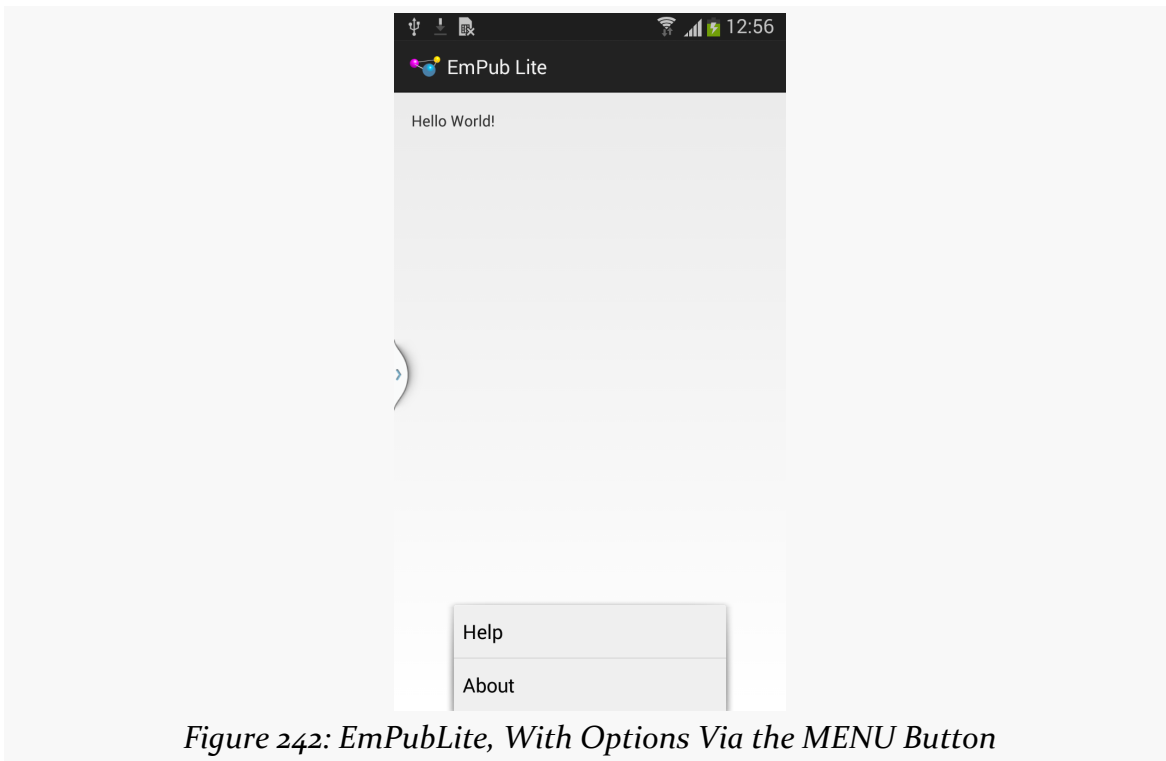 12:56
EmPub Lite
Hello World!
Help
About
Figure 242: EmPubLite, With Options Via the MENU Button